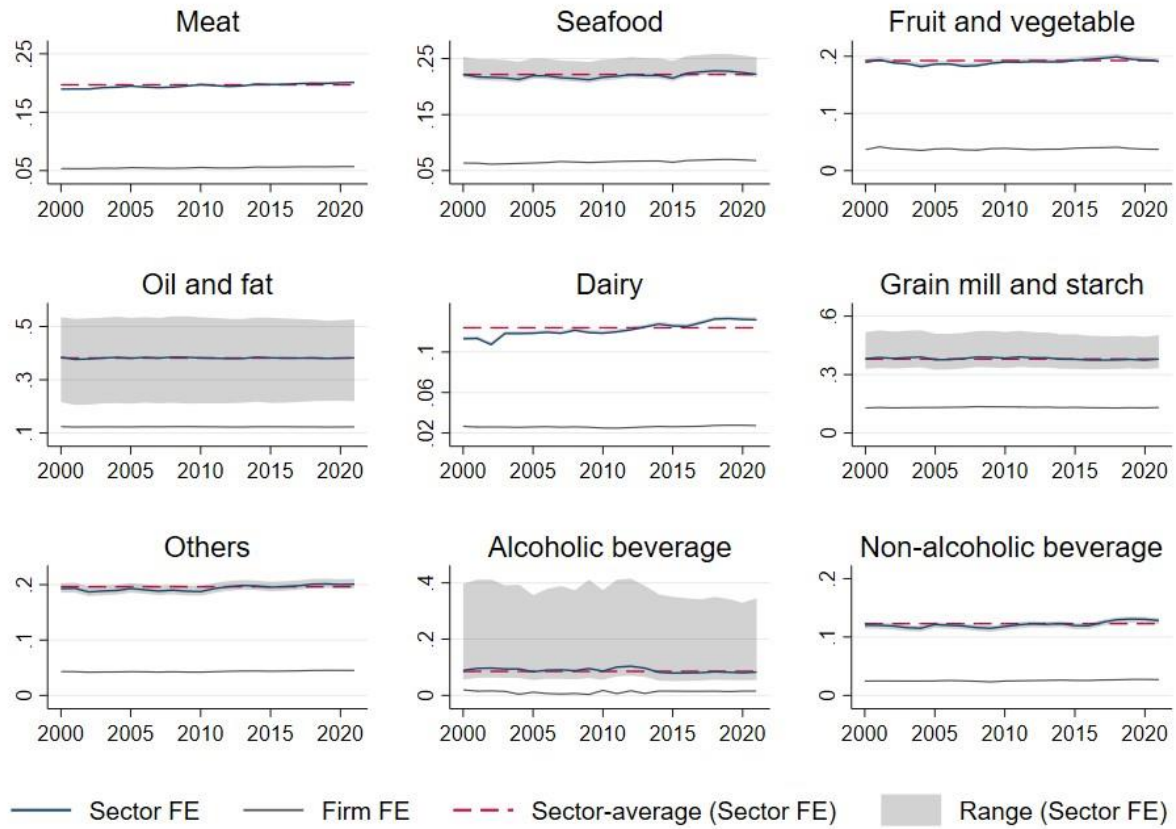 Meat
Seafood
Fruit and vegetable
.25
.15
.05
2000 2005 2010 2015 2020
.25
.15
.05
2000 2005 2010 2015 2020
.2
.1
0
2000 2005 2010 2015 2020
Oil and fat
Dairy
Grain mill and starch
.5
.3
.1
2000 2005 2010 2015 2020
.1
.06
.02
2000 2005 2010 2015 2020
.6
.3
0
2000 2005 2010 2015 2020
Others
Alcoholic beverage
Non-alcoholic beverage
.2
.1
0
2000 2005 2010 2015 2020
.4
.2
0
2000 2005 2010 2015 2020
.2
.1
0
2000 2005 2010 2015 2020
Sector FE Firm FE Sector-average (Sector FE) Range (Sector FE)